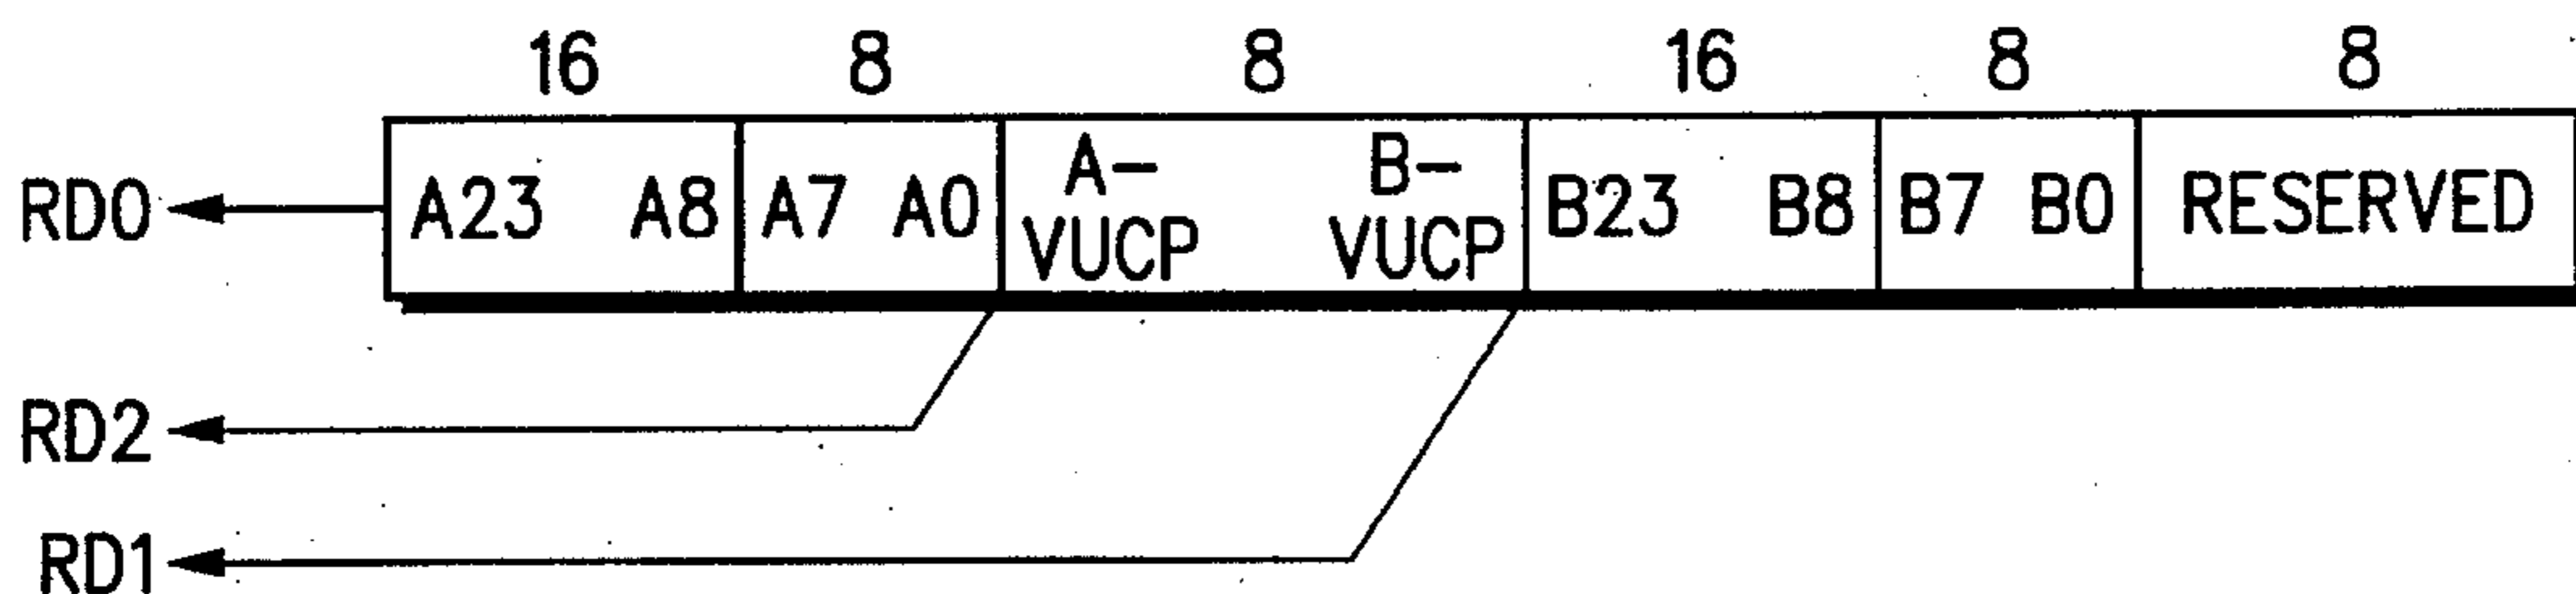 16 8 8 16 8 8
RD0 A23 A8 A7 A0 A- VUCP B- VUCP B23 B8 B7 B0 RESERVED
RD2
RD1